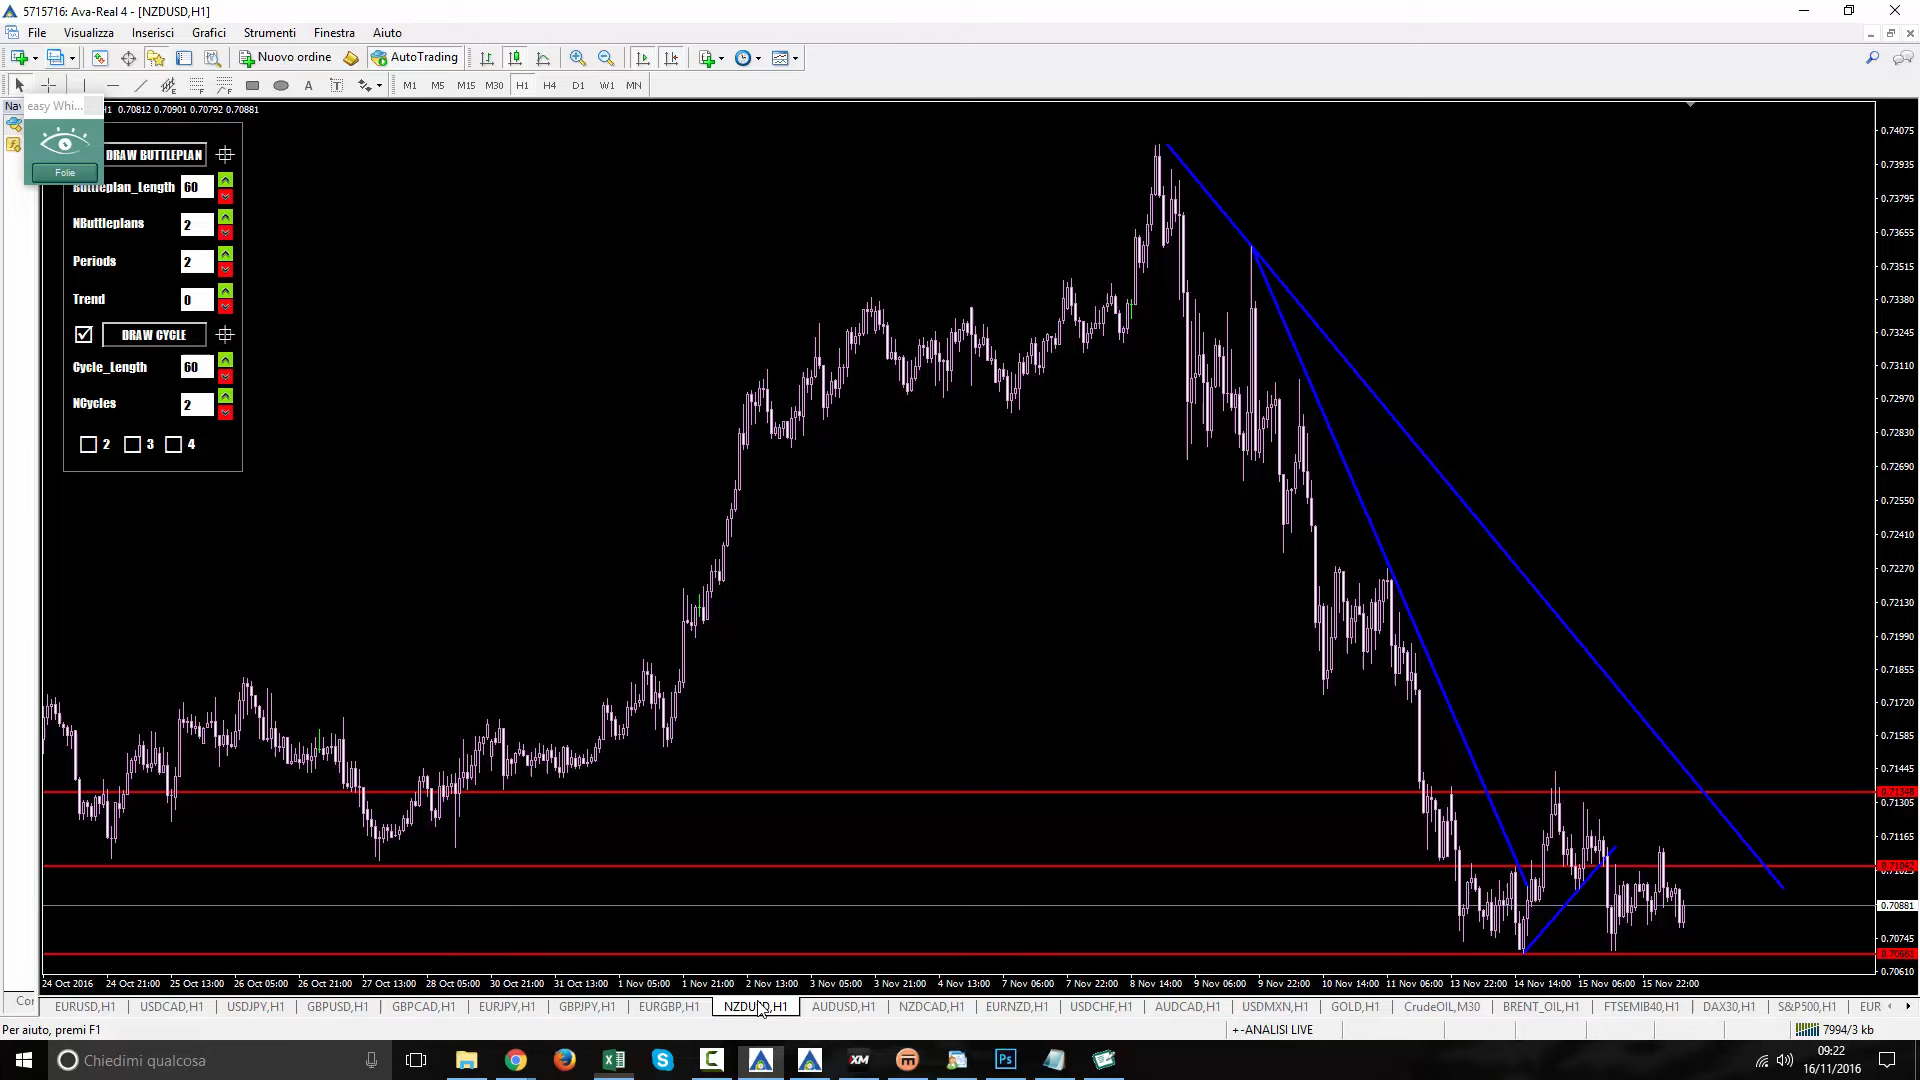 5715716: Ava-Real 4 - [NZDUSD,H1]
File Visualizza Inserisci Grafici Strumenti Finestra Aiuto
Nuovo ordine AutoTrading
A T M1 M5 M15 M30 H1 H4 D1 W1 MN
Nav easy Whi...
H1 0.70812 0.70901 0.70792 0.70881
Folie
DRAW BUTTLEPLAN
Buttleplan_Length 60
NButtleplans 2
Periods 2
Trend 0
DRAW CYCLE
Cycle_Length 60
NCycles 2
2 3 4
0.74075
0.73935
0.73795
0.73655
0.73515
0.73380
0.73245
0.73110
0.72970
0.72830
0.72690
0.72550
0.72410
0.72270
0.72130
0.71990
0.71855
0.71720
0.71585
0.71445
0.71348
0.71305
0.71165
0.71042
0.71025
0.70881
0.70745
0.70610
24 Oct 2016 24 Oct 21:00 25 Oct 13:00 26 Oct 05:00 26 Oct 21:00 27 Oct 13:00 28 Oct 05:00 30 Oct 21:00 31 Oct 13:00 1 Nov 05:00 1 Nov 21:00 2 Nov 13:00 3 Nov 05:00 3 Nov 21:00 4 Nov 13:00 7 Nov 06:00 7 Nov 22:00 8 Nov 14:00 9 Nov 06:00 9 Nov 22:00 10 Nov 14:00 11 Nov 06:00 13 Nov 22:00 14 Nov 14:00 15 Nov 06:00 15 Nov 22:00
Cor EURUSD,H1 USDCAD,H1 USDJPY,H1 GBPUSD,H1 GBPCAD,H1 EURJPY,H1 GBPJPY,H1 EURGBP,H1 NZDUSD,H1 AUDUSD,H1 NZDCAD,H1 EURNZD,H1 USDCHF,H1 AUDCAD,H1 USDMXN,H1 GOLD,H1 CrudeOIL,M30 BRENT_OIL,H1 FTSEMIB40,H1 DAX30,H1 S&P500,H1 EUR
Per aiuto, premi F1 +-ANALISI LIVE 7994/3 kb
Chiedimi qualcosa XM Ps 09:22
16/11/2016